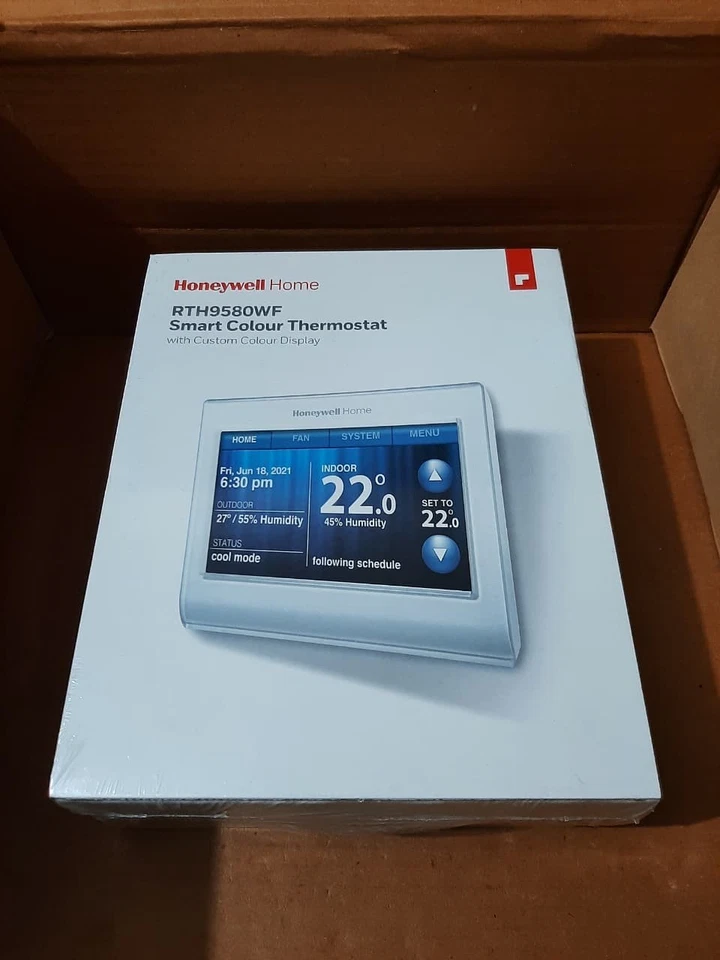 Honeywell Home
RTH9580WF
Smart Colour Thermostat
with Custom Colour Display
Honeywell Home
HOME FAN SYSTEM MENU
Fri, Jun 18, 2021
6:30 pm
OUTDOOR
27° / 55% Humidity
STATUS
cool mode
INDOOR
22.0°
45% Humidity
following schedule
SET TO
22.0°